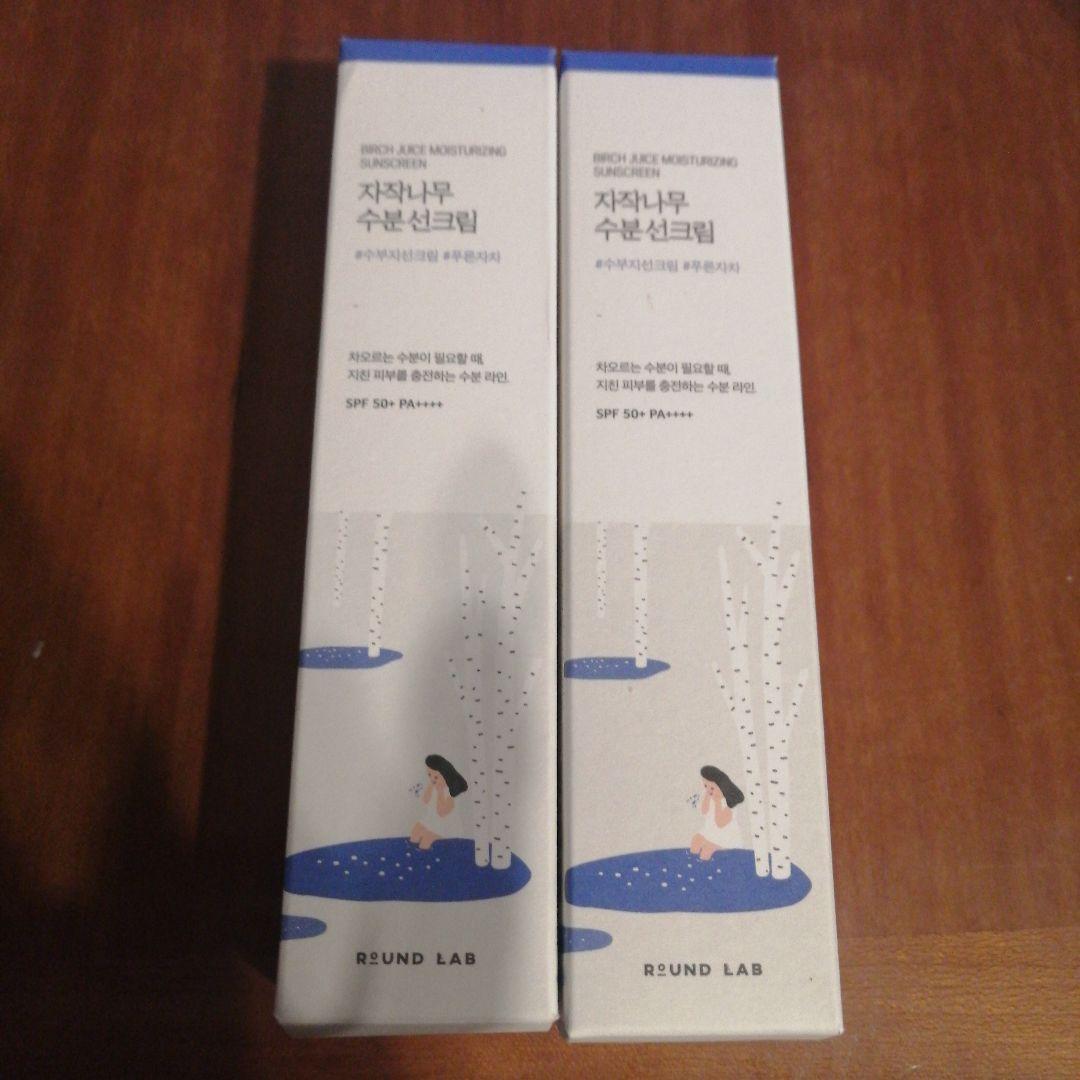 BIRCH JUICE MOISTURIZING
SUNSCREEN
자작나무
수분 선크림
#수부지선크림 #푸른자차
차오르는 수분이 필요할 때,
지친 피부를 충전하는 수분 라인.
SPF 50+ PA++++
ROUND LAB
BIRCH JUICE MOISTURIZING
SUNSCREEN
자작나무
수분 선크림
#수부지선크림 #푸른자차
차오르는 수분이 필요할 때,
지친 피부를 충전하는 수분 라인.
SPF 50+ PA++++
ROUND LAB